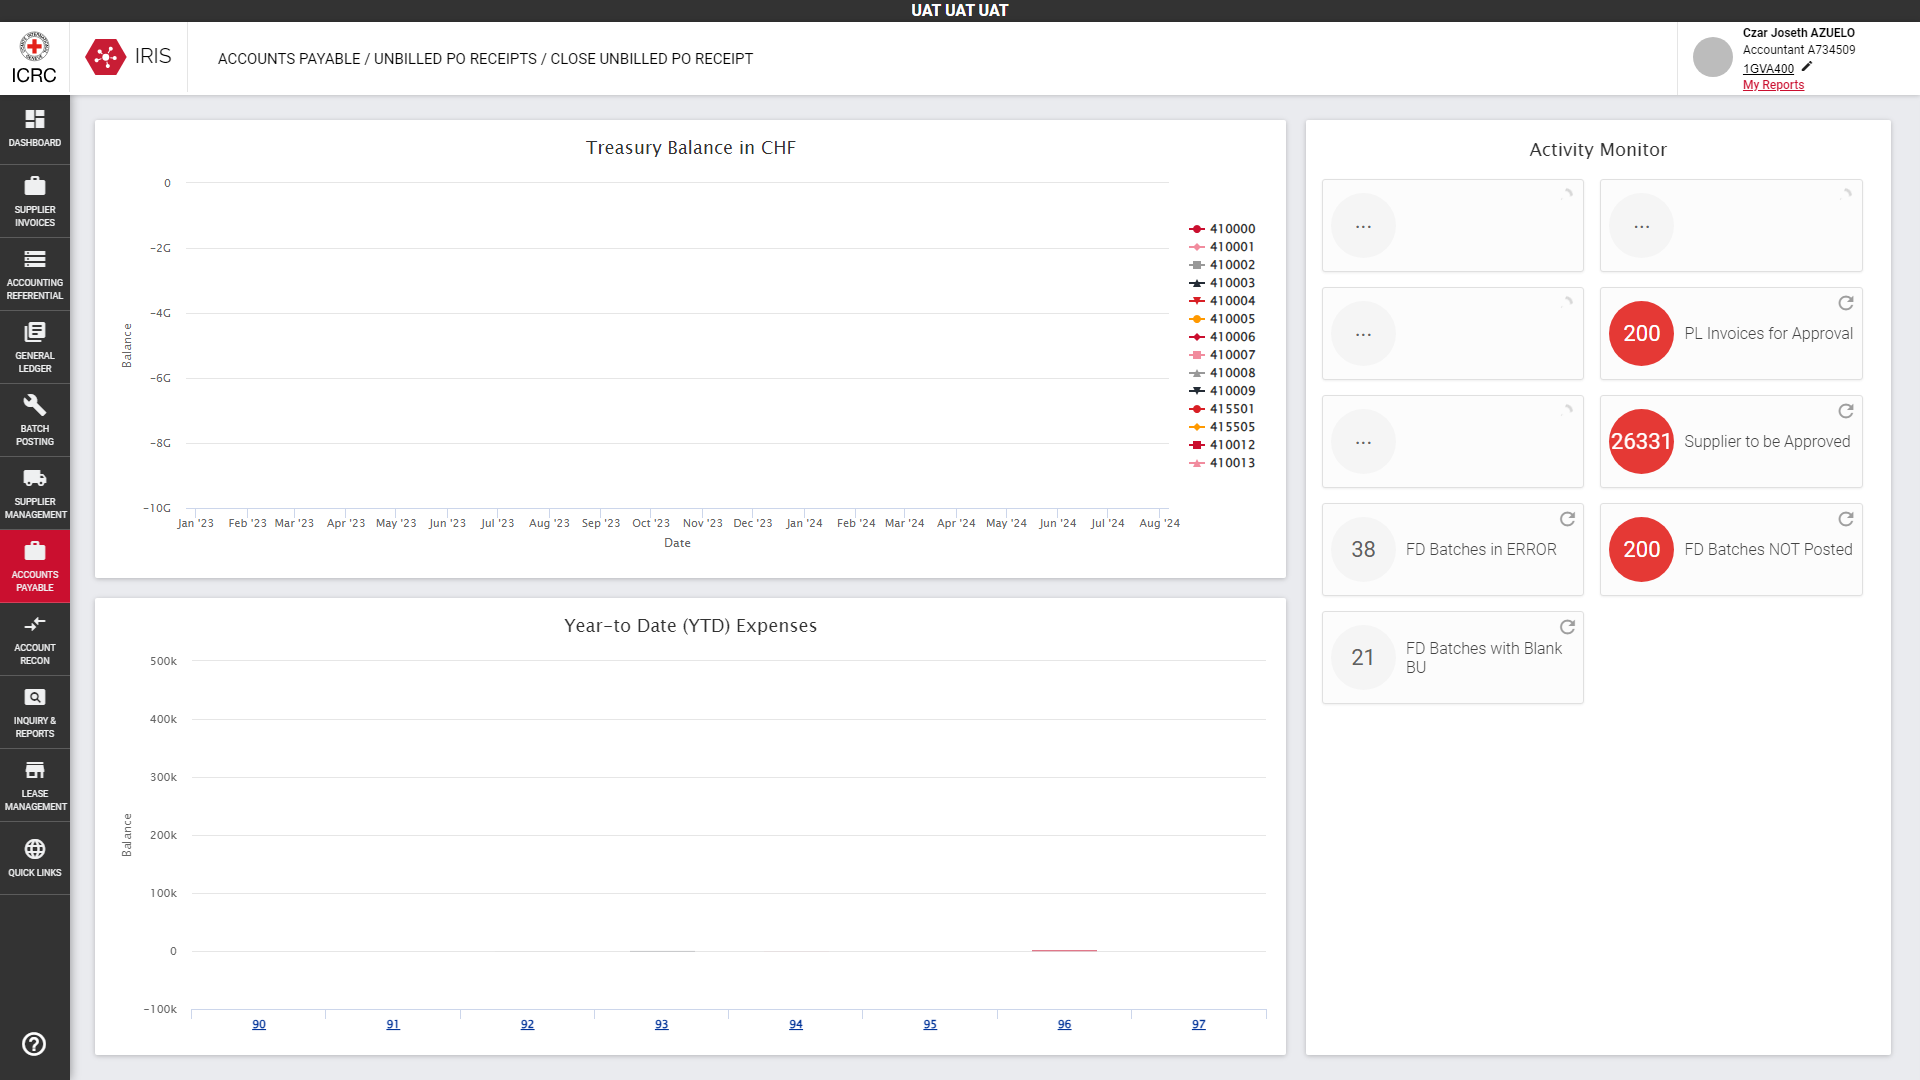 UAT UAT UAT
ICRC
IRIS
ACCOUNTS PAYABLE / UNBILLED PO RECEIPTS / CLOSE UNBILLED PO RECEIPT
Czar Joseth AZUELO
Accountant A734509
1GVA400
My Reports
DASHBOARD
SUPPLIER
INVOICES
ACCOUNTING
REFERENTIAL
GENERAL
LEDGER
BATCH
POSTING
SUPPLIER
MANAGEMENT
ACCOUNTS
PAYABLE
ACCOUNT
RECON
INQUIRY &
REPORTS
LEASE
MANAGEMENT
QUICK LINKS
Treasury Balance in CHF
Balance
0
−2G
−4G
−6G
−8G
−10G
Jan '23 Feb '23 Mar '23 Apr '23 May '23 Jun '23 Jul '23 Aug '23 Sep '23 Oct '23 Nov '23 Dec '23 Jan '24 Feb '24 Mar '24 Apr '24 May '24 Jun '24 Jul '24 Aug '24
Date
410000
410001
410002
410003
410004
410005
410006
410007
410008
410009
415501
415505
410012
410013
Year-to Date (YTD) Expenses
Balance
500k
400k
300k
200k
100k
0
−100k
90 91 92 93 94 95 96 97
Activity Monitor
...
...
...
200 PL Invoices for Approval
...
26331 Supplier to be Approved
38 FD Batches in ERROR
200 FD Batches NOT Posted
21 FD Batches with Blank
BU